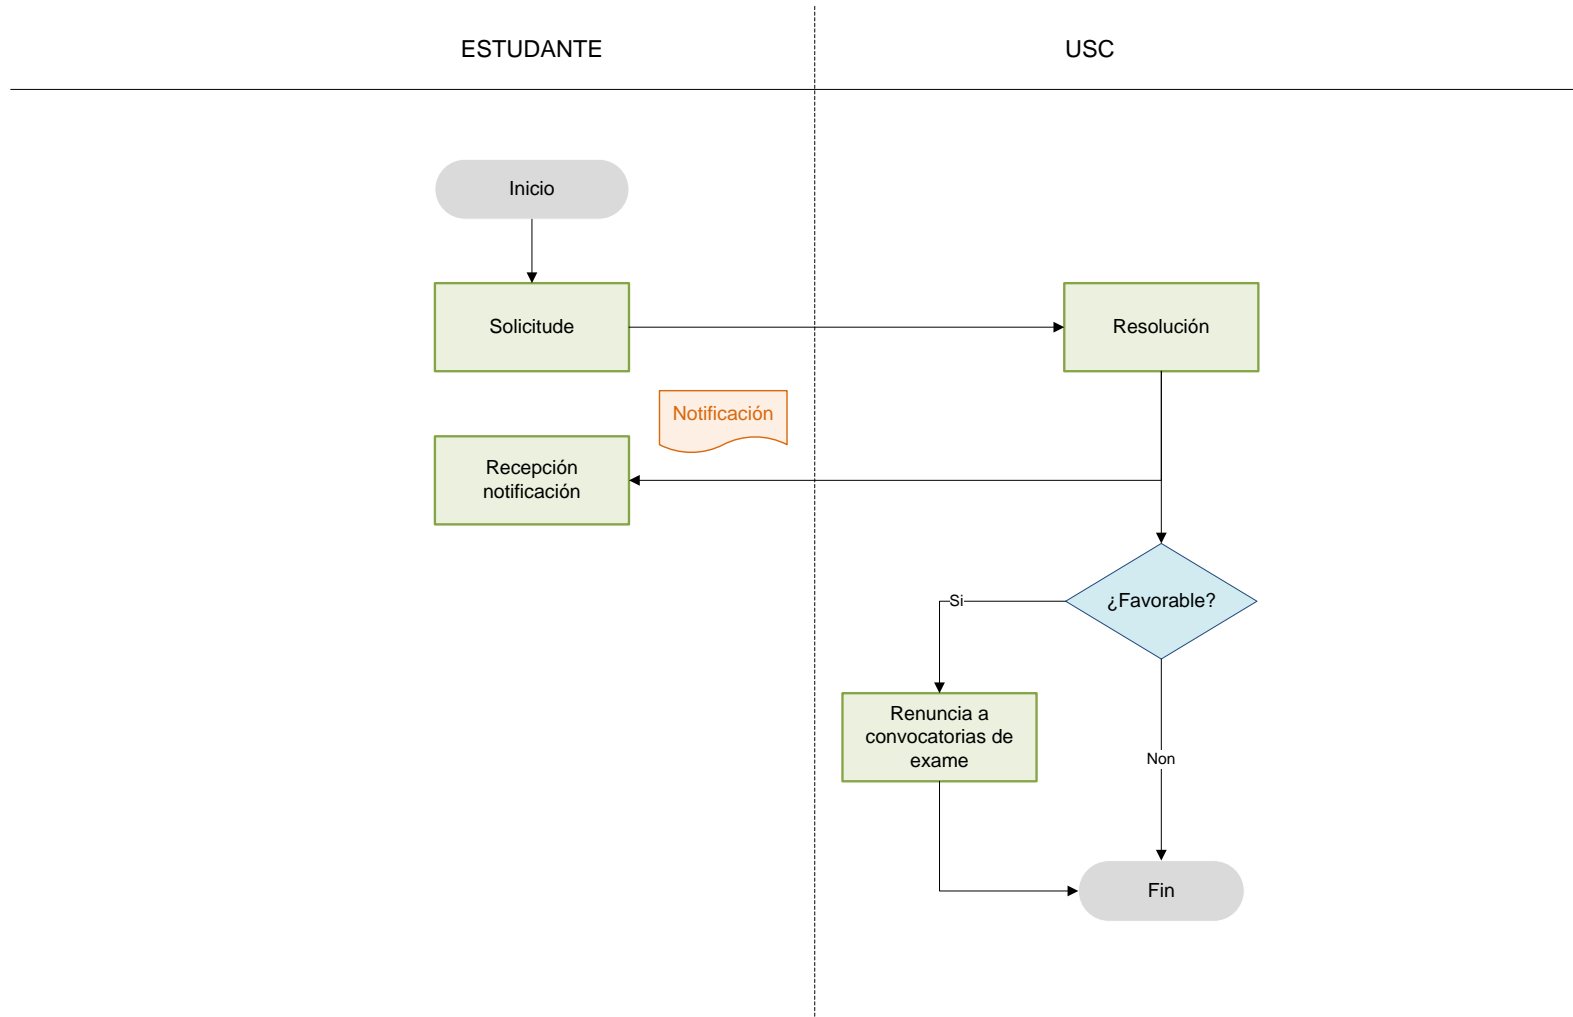 ESTUDANTE
USC
Inicio
Solicitude
Resolución
Notificación
Recepción
notificación
¿Favorable?
Si
Renuncia a
convocatorias de
exame
Non
Fin